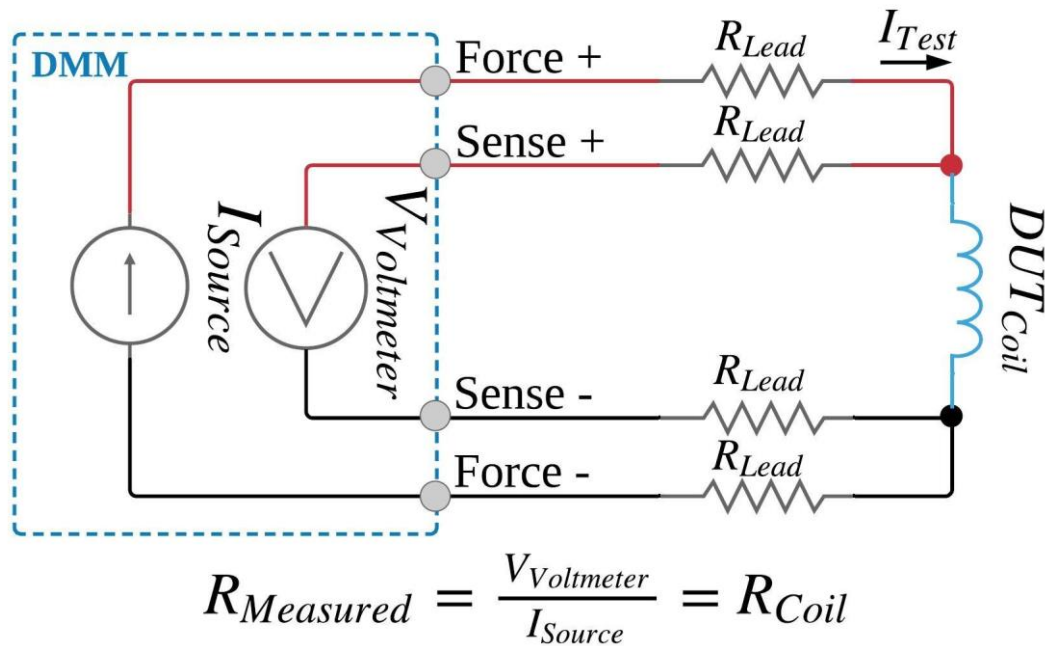 DMM
Force +
R_Lead
I_Test
Sense +
R_Lead
I_Source
V_Voltmeter
V
DUT_Coil
Sense -
R_Lead
Force -
R_Lead
R_Measured = V_Voltmeter / I_Source = R_Coil